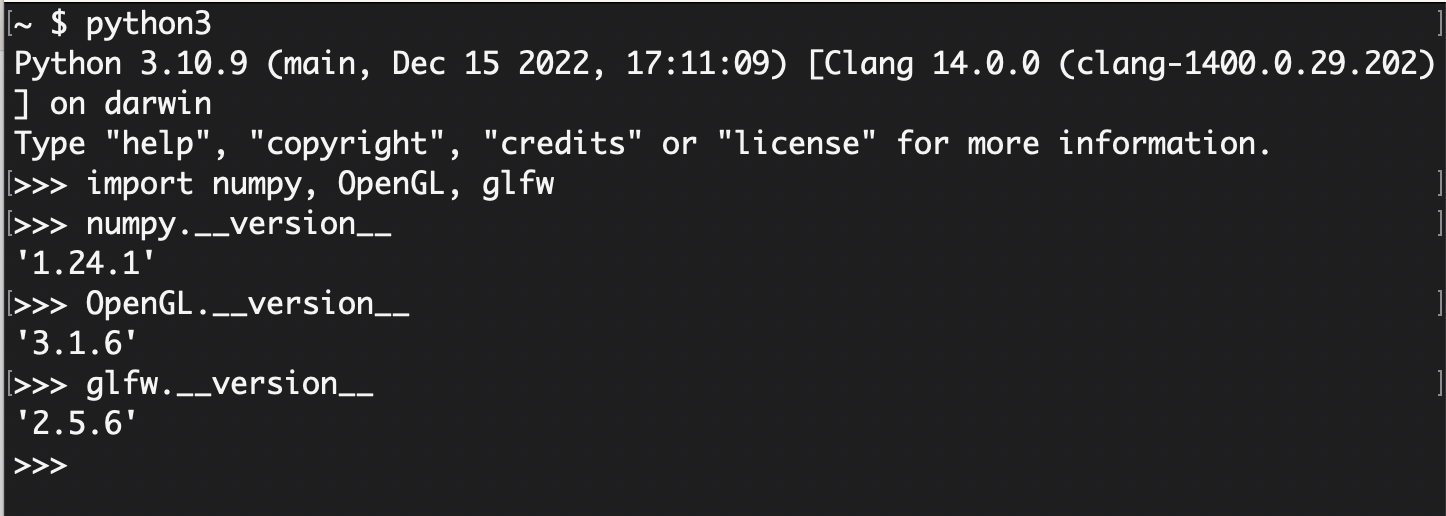 [~ $ python3 ]
Python 3.10.9 (main, Dec 15 2022, 17:11:09) [Clang 14.0.0 (clang-1400.0.29.202)
] on darwin
Type "help", "copyright", "credits" or "license" for more information.
[>>> import numpy, OpenGL, glfw ]
[>>> numpy.__version__ ]
'1.24.1'
[>>> OpenGL.__version__ ]
'3.1.6'
[>>> glfw.__version__ ]
'2.5.6'
>>>